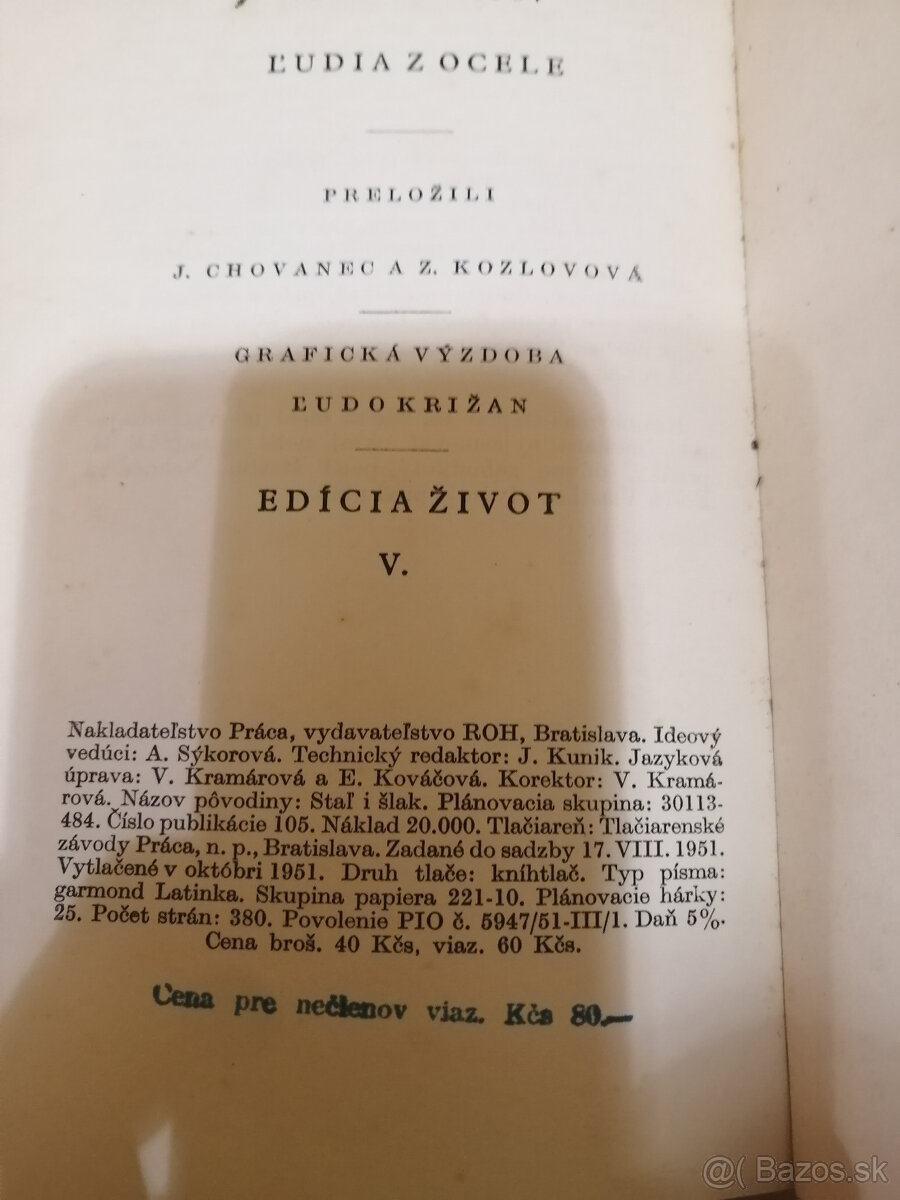 ĽUDIA Z OCELE
PRELOŽILI
J. CHOVANEC A Z. KOZLOVOVÁ
GRAFICKÁ VÝZDOBA
ĽUDO KRIŽAN
EDÍCIA ŽIVOT
V.
Nakladateľstvo Práca, vydavateľstvo ROH, Bratislava. Ideový
vedúci: A. Sýkorová. Technický redaktor: J. Kunik. Jazyková
úprava: V. Kramárová a E. Kováčová. Korektor: V. Kramá-
rová. Názov pôvodiny: Staľ i šlak. Plánovacia skupina: 30113-
484. Číslo publikácie 105. Náklad 20.000. Tlačiareň: Tlačiarenské
závody Práca, n. p., Bratislava. Zadané do sadzby 17. VIII. 1951.
Vytlačené v októbri 1951. Druh tlače: kníhtlač. Typ písma:
garmond Latinka. Skupina papiera 221-10. Plánovacie hárky:
25. Počet strán: 380. Povolenie PIO č. 5947/51-III/1. Daň 5%.
Cena broš. 40 Kčs, viaz. 60 Kčs.
Cena pre nečlenov viaz. Kčs 80.—
@( Bazos.sk